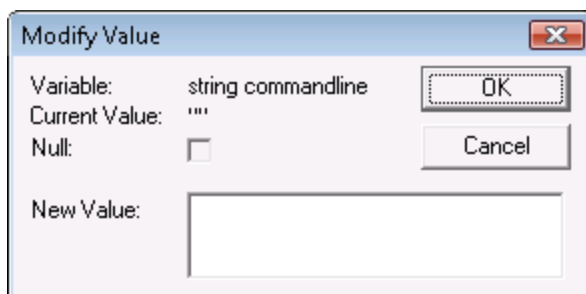 Modify Value
Variable: string commandline OK
Current Value: ""
Null: Cancel
New Value: